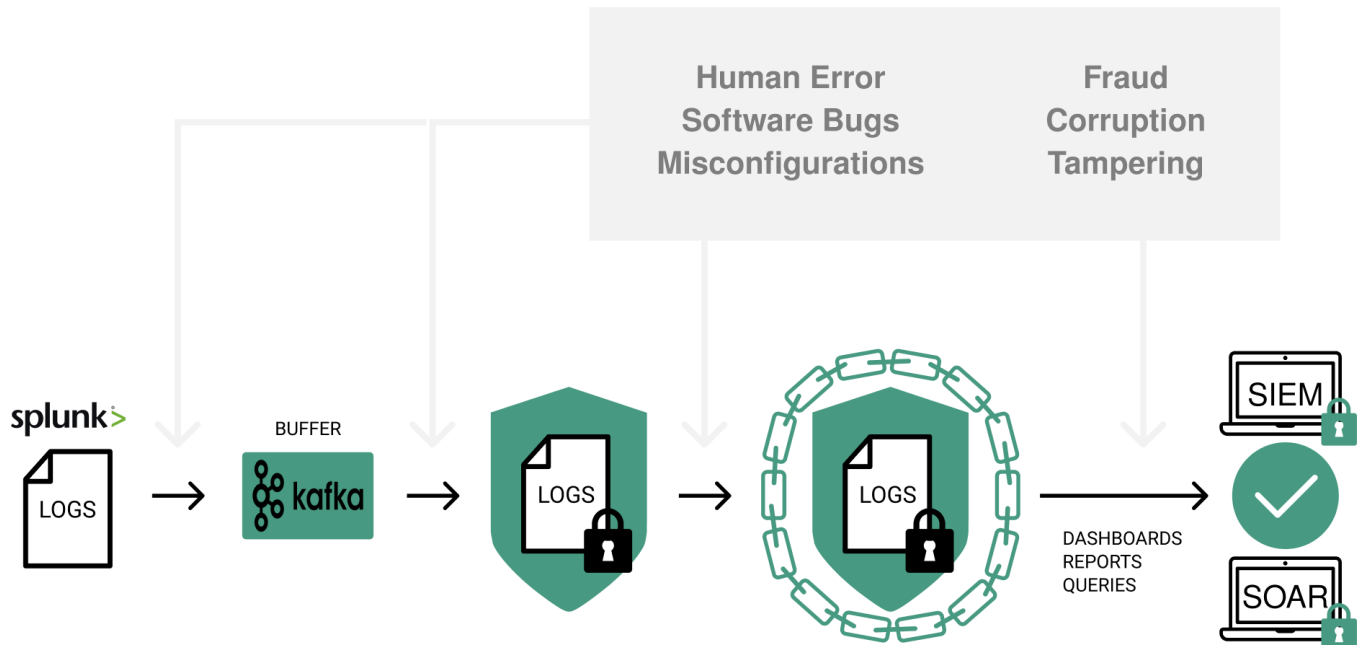 Human Error
Software Bugs
Misconfigurations
Fraud
Corruption
Tampering
splunk>
LOGS
BUFFER
kafka
LOGS
LOGS
DASHBOARDS
REPORTS
QUERIES
SIEM
SOAR